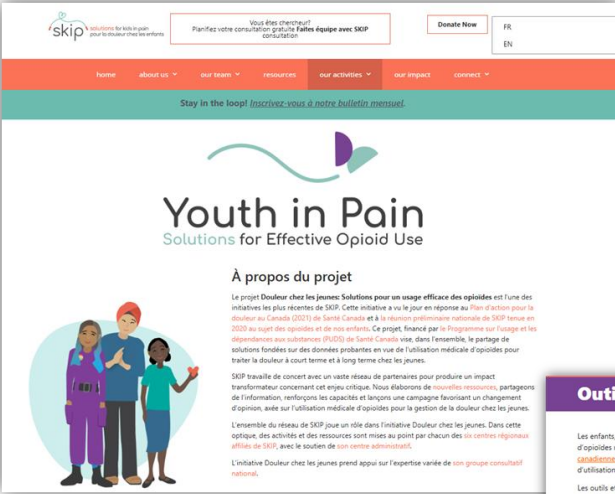 skip
solutions for kids in pain
pour la douleur chez les enfants
Vous êtes chercheur?
Planifiez votre consultation gratuite Faites équipe avec SKIP
consultation
Donate Now
FR
EN
home about us our team resources our activities our impact connect
Stay in the loop! Inscrivez-vous à notre bulletin mensuel.
Youth in Pain
Solutions for Effective Opioid Use
À propos du projet
Le projet Douleur chez les jeunes: Solutions pour un usage efficace des opioïdes est l'une des
initiatives les plus récentes de SKIP. Cette initiative a vu le jour en réponse au Plan d'action pour la
douleur au Canada (2021) de Santé Canada et à la réunion préliminaire nationale de SKIP tenue en
2020 au sujet des opioïdes et de nos enfants. Ce projet, financé par le Programme sur l'usage et les
dépendances aux substances (PUDS) de Santé Canada vise, dans l'ensemble, le partage de
solutions fondées sur des données probantes en vue de l'utilisation médicale d'opioïdes pour
traiter la douleur à court terme et à long terme chez les jeunes.
SKIP travaille de concert avec un vaste réseau de partenaires pour produire un impact
transformateur concernant cet enjeu critique. Nous élaborons de nouvelles ressources, partageons
de l'information, renforçons les capacités et lançons une campagne favorisant un changement
d'opinion, axée sur l'utilisation médicale d'opioïdes pour la gestion de la douleur chez les jeunes.
L'ensemble du réseau de SKIP joue un rôle dans l'initiative Douleur chez les jeunes. Dans cette
optique, des activités et des ressources sont mises au point par chacun des six centres régionaux
affiliés de SKIP, avec le soutien de son centre administratif.
L'initiative Douleur chez les jeunes prend appui sur l'expertise variée de son groupe consultatif
national.
Outi
Les enfants,
d'opioïdes
canadienne
d'utilisation
Les outils et